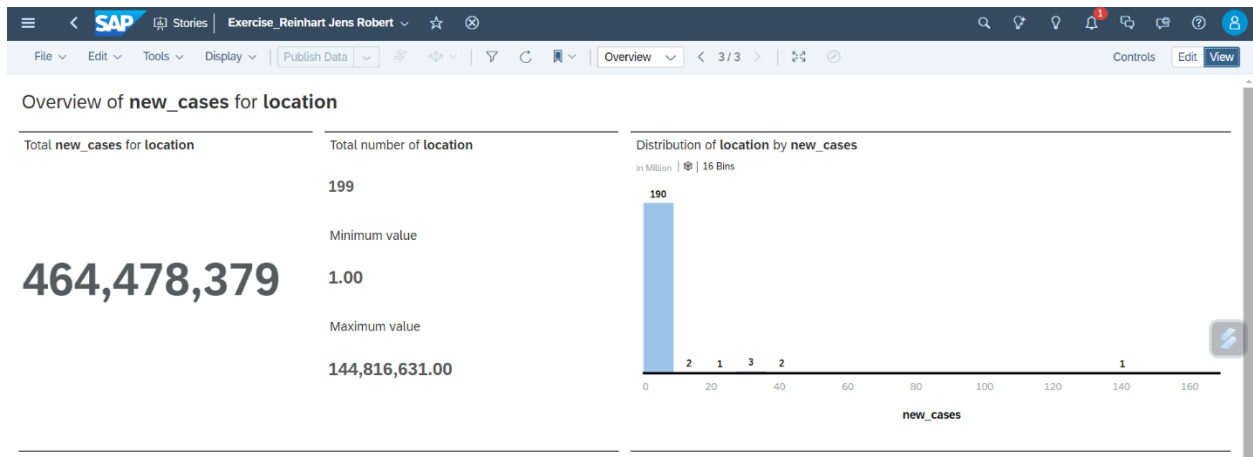 SAP Stories Exercise_Reinhart Jens Robert
1
File Edit Tools Display Publish Data Overview 3 / 3 Controls Edit View
Overview of new_cases for location
Total new_cases for location
464,478,379
Total number of location
199
Minimum value
1.00
Maximum value
144,816,631.00
Distribution of location by new_cases
in Million 16 Bins
190
2 1 3 2 1
0 20 40 60 80 100 120 140 160
new_cases